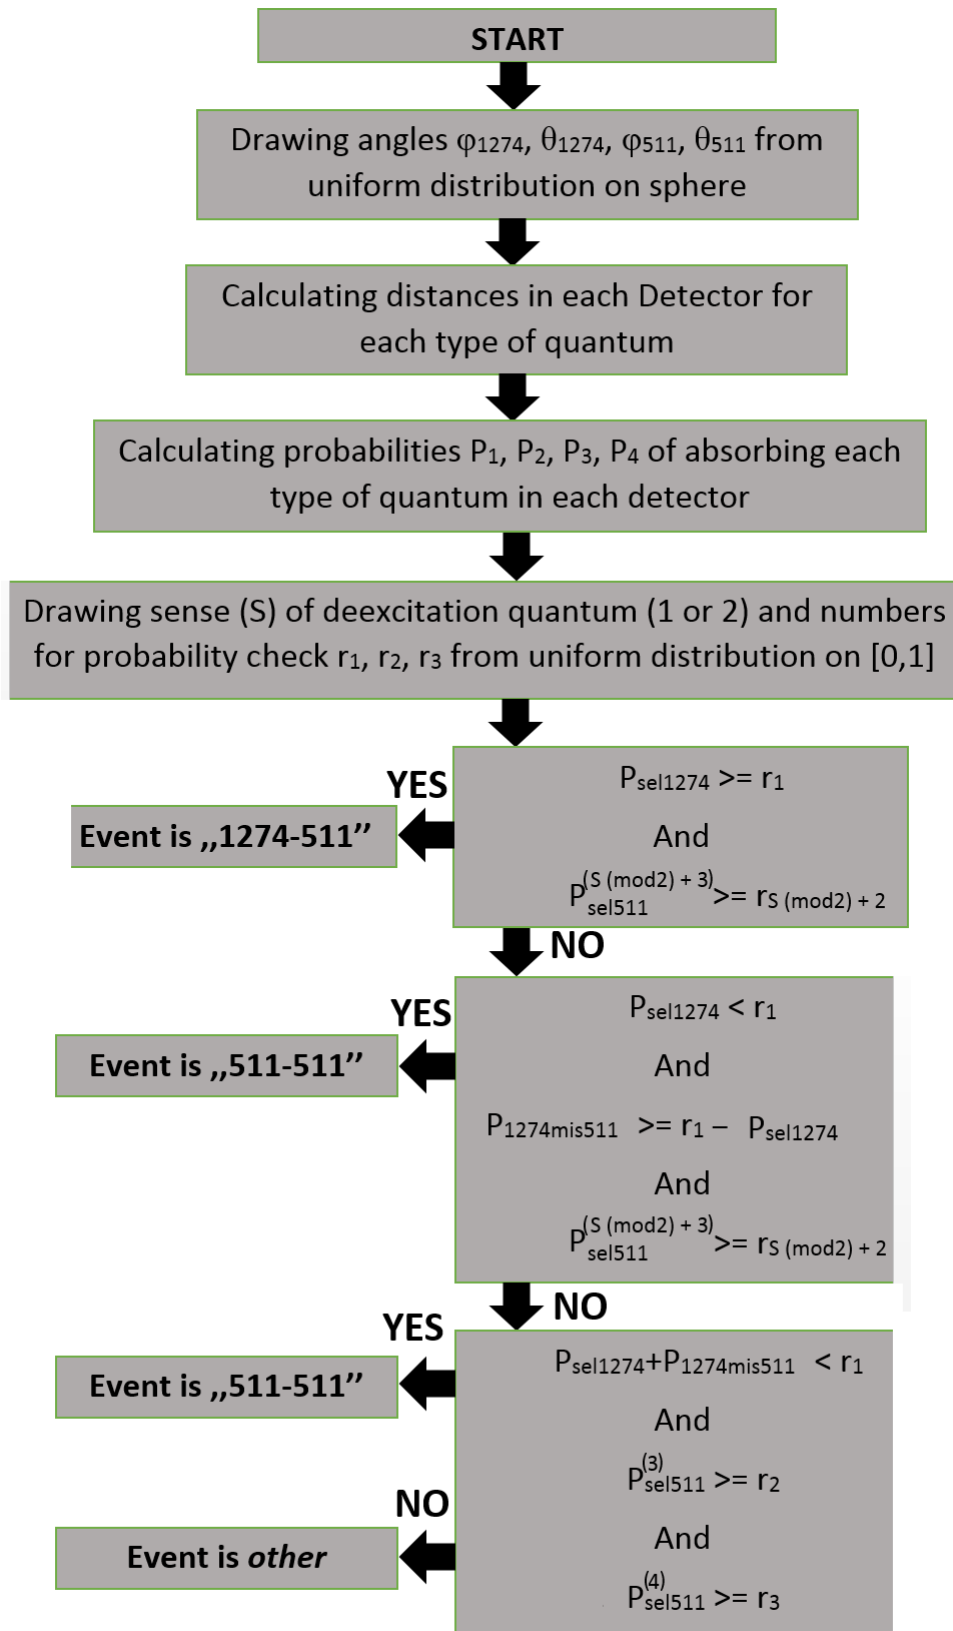 START
Drawing angles φ1274, θ1274, φ511, θ511 from
uniform distribution on sphere
Calculating distances in each Detector for
each type of quantum
Calculating probabilities P1, P2, P3, P4 of absorbing each
type of quantum in each detector
Drawing sense (S) of deexcitation quantum (1 or 2) and numbers
for probability check r1, r2, r3 from uniform distribution on [0,1]
Psel1274 >= r1
YES
Event is ,,1274-511”
And
Psel511(S (mod2) + 3) >= rS (mod2) + 2
NO
Psel1274 < r1
YES
Event is ,,511-511”
And
P1274mis511 >= r1 – Psel1274
And
Psel511(S (mod2) + 3) >= rS (mod2) + 2
NO
YES
Psel1274+P1274mis511 < r1
Event is ,,511-511”
And
Psel511(3) >= r2
NO
And
Event is other
Psel511(4) >= r3